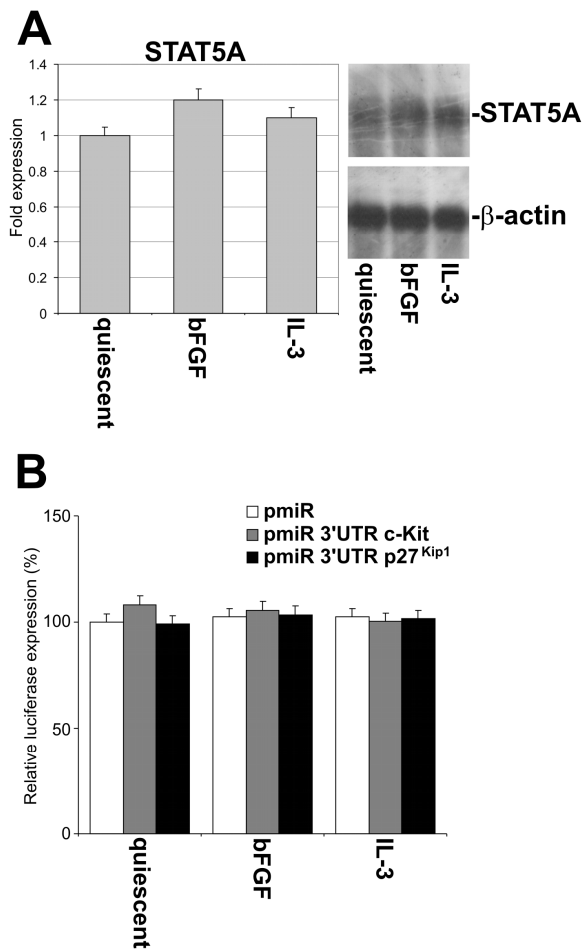 A
STAT5A
1.4
1.2
1
0.8
0.6
0.4
0.2
0
Fold expression
quiescent
bFGF
IL-3
-STAT5A
-β-actin
quiescent
bFGF
IL-3
B
pmiR
pmiR 3'UTR c-Kit
pmiR 3'UTR p27 Kip1
150
100
50
0
Relative luciferase expression (%)
quiescent
bFGF
IL-3